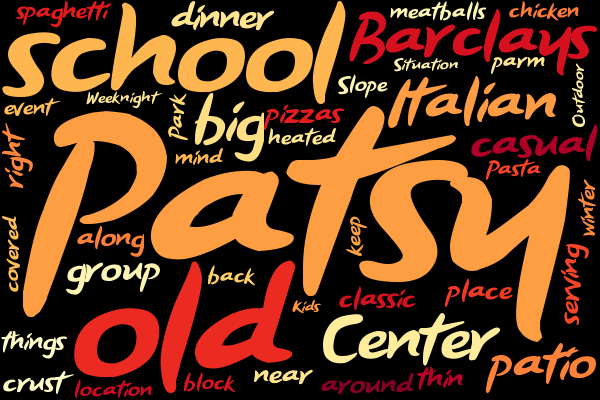 spaghetti
dinner
meatballs
chicken
school
Barclays
Situation
parm
Slope
Outdoor
event
Weeknight
Park
big
pizzas
Italian
heated
casual
right
mind
Pasta
Patsy
winter
covered
along
keep
group
back
serving
Kids
classic
place
old
things
Center
patio
crust
location
block
near
around
thin